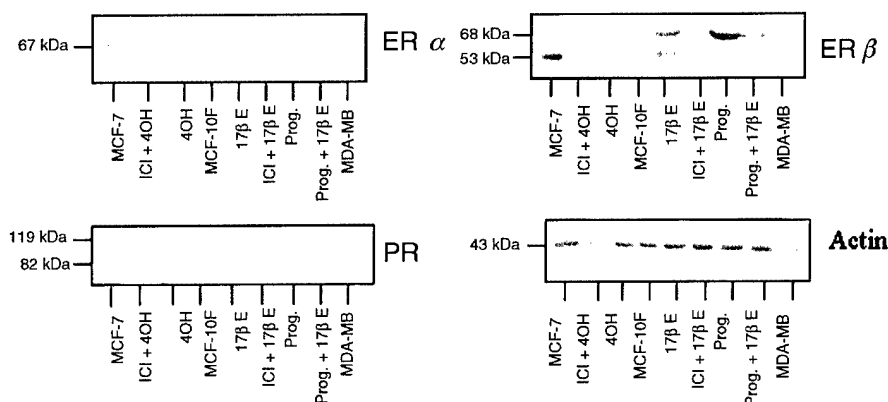 67 kDa
ER α
MCF-7
ICI + 4OH
4OH
MCF-10F
17β E
ICI + 17β E
Prog.
Prog. + 17β E
MDA-MB
68 kDa
53 kDa
ER β
MCF-7
ICI + 4OH
4OH
MCF-10F
17β E
ICI + 17β E
Prog.
Prog. + 17β E
MDA-MB
119 kDa
82 kDa
PR
MCF-7
ICI + 4OH
4OH
MCF-10F
17β E
ICI + 17β E
Prog.
Prog. + 17β E
MDA-MB
43 kDa
Actin
MCF-7
ICI + 4OH
4OH
MCF-10F
17β E
ICI + 17β E
Prog.
Prog. + 17β E
MDA-MB